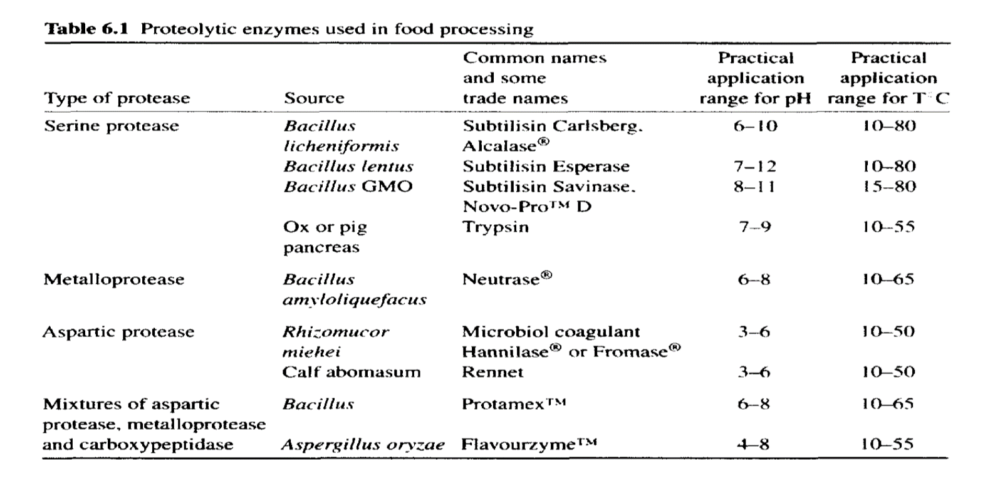 Table 6.1 Proteolytic enzymes used in food processing
Common names Practical Practical
and some application application
Type of protease Source trade names range for pH range for T °C
Serine protease Bacillus Subtilisin Carlsberg. 6–10 10–80
licheniformis Alcalase®
Bacillus lentus Subtilisin Esperase 7–12 10–80
Bacillus GMO Subtilisin Savinase. 8–11 15–80
Novo-Pro™ D
Ox or pig Trypsin 7–9 10–55
pancreas
Metalloprotease Bacillus Neutrase® 6–8 10–65
amyloliquefacus
Aspartic protease Rhizomucor Microbiol coagulant 3–6 10–50
miehei Hannilase® or Fromase®
Calf abomasum Rennet 3–6 10–50
Mixtures of aspartic Bacillus Protamex™ 6–8 10–65
protease, metalloprotease
and carboxypeptidase Aspergillus oryzae Flavourzyme™ 4–8 10–55